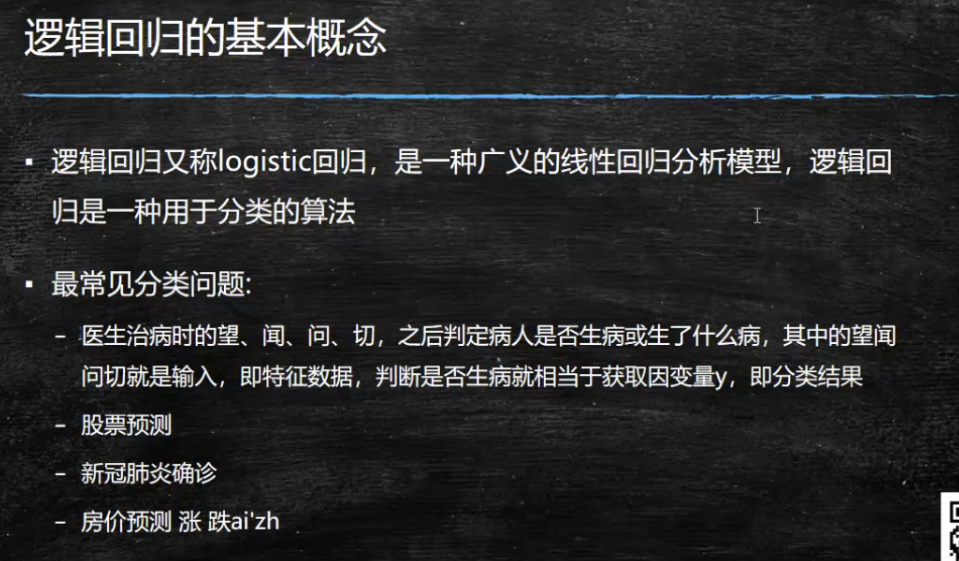 逻辑回归的基本概念
▪ 逻辑回归又称logistic回归，是一种广义的线性回归分析模型，逻辑回
归是一种用于分类的算法
▪ 最常见分类问题:
– 医生治病时的望、闻、问、切，之后判定病人是否生病或生了什么病，其中的望闻
问切就是输入，即特征数据，判断是否生病就相当于获取因变量y，即分类结果
– 股票预测
– 新冠肺炎确诊
– 房价预测 涨 跌ai'zh